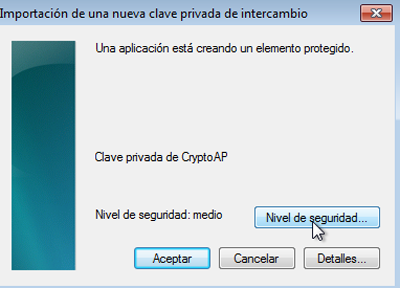 Importación de una nueva clave privada de intercambio
Una aplicación está creando un elemento protegido.
Clave privada de CryptoAP
Nivel de seguridad: medio
Nivel de seguridad...
Aceptar
Cancelar
Detalles...